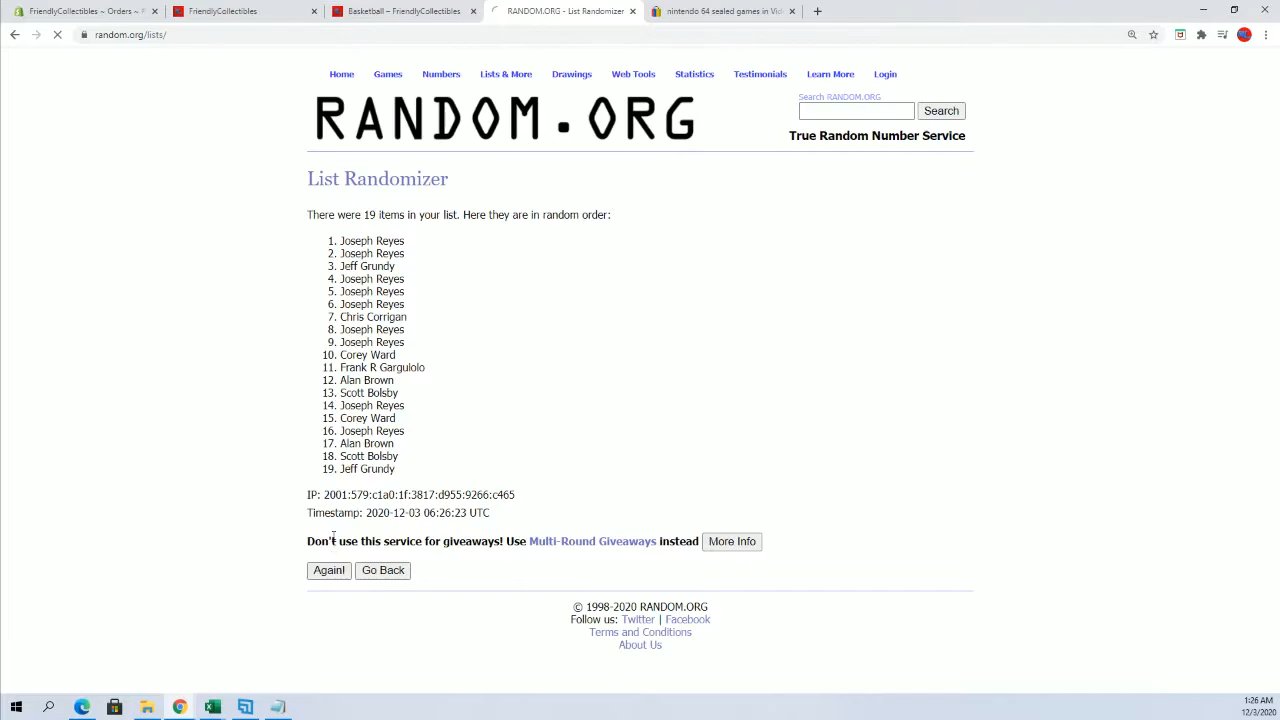 FriendlyCollectibles ~ Orders ~ F
FriendlyCollectibles
Basketball – FriendlyCollectibles
RANDOM.ORG - List Randomizer
nintendo 64 sealed games in Vide
random.org/lists/
Home Games Numbers Lists & More Drawings Web Tools Statistics Testimonials Learn More Login
RANDOM.ORG
Search RANDOM.ORG
Search
True Random Number Service
List Randomizer
There were 19 items in your list. Here they are in random order:
1. Joseph Reyes
2. Joseph Reyes
3. Jeff Grundy
4. Joseph Reyes
5. Joseph Reyes
6. Joseph Reyes
7. Chris Corrigan
8. Joseph Reyes
9. Joseph Reyes
10. Corey Ward
11. Frank R Garguiolo
12. Alan Brown
13. Scott Bolsby
14. Joseph Reyes
15. Corey Ward
16. Joseph Reyes
17. Alan Brown
18. Scott Bolsby
19. Jeff Grundy
IP: 2001:579:c1a0:1f:3817:d955:9266:c465
Timestamp: 2020-12-03 06:26:23 UTC
Don't use this service for giveaways! Use Multi-Round Giveaways instead More Info
Again! Go Back
© 1998-2020 RANDOM.ORG
Follow us: Twitter | Facebook
Terms and Conditions
About Us
1:26 AM
12/3/2020